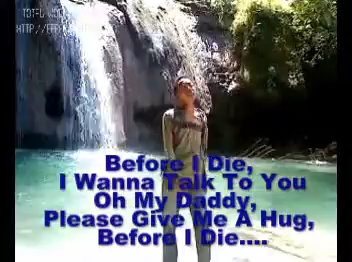 Before I Die,
I Wanna Talk To You
Oh My Daddy,
Please Give Me A Hug,
Before I Die....